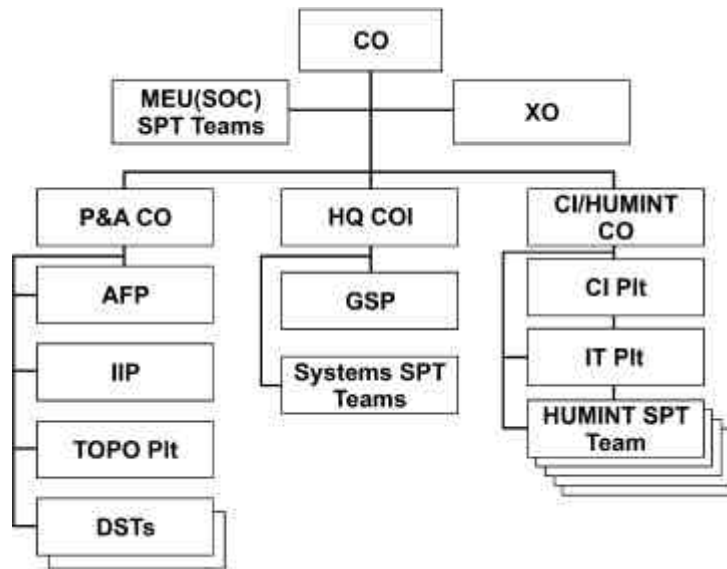 CO
MEU(SOC)
SPT Teams
XO
P&A CO
HQ COI
CI/HUMINT
CO
AFP
GSP
CI Plt
IIP
Systems SPT
Teams
IT Plt
TOPO Plt
HUMINT SPT
Team
DSTs